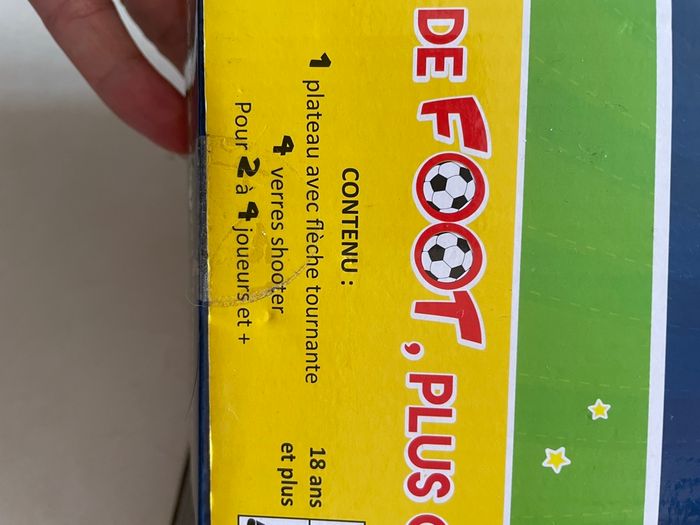 DE FOOT, PLUS
CONTENU :
1 plateau avec flèche tournante
4 verres shooter
Pour 2 à 4 joueurs et +
18 ans
et plus